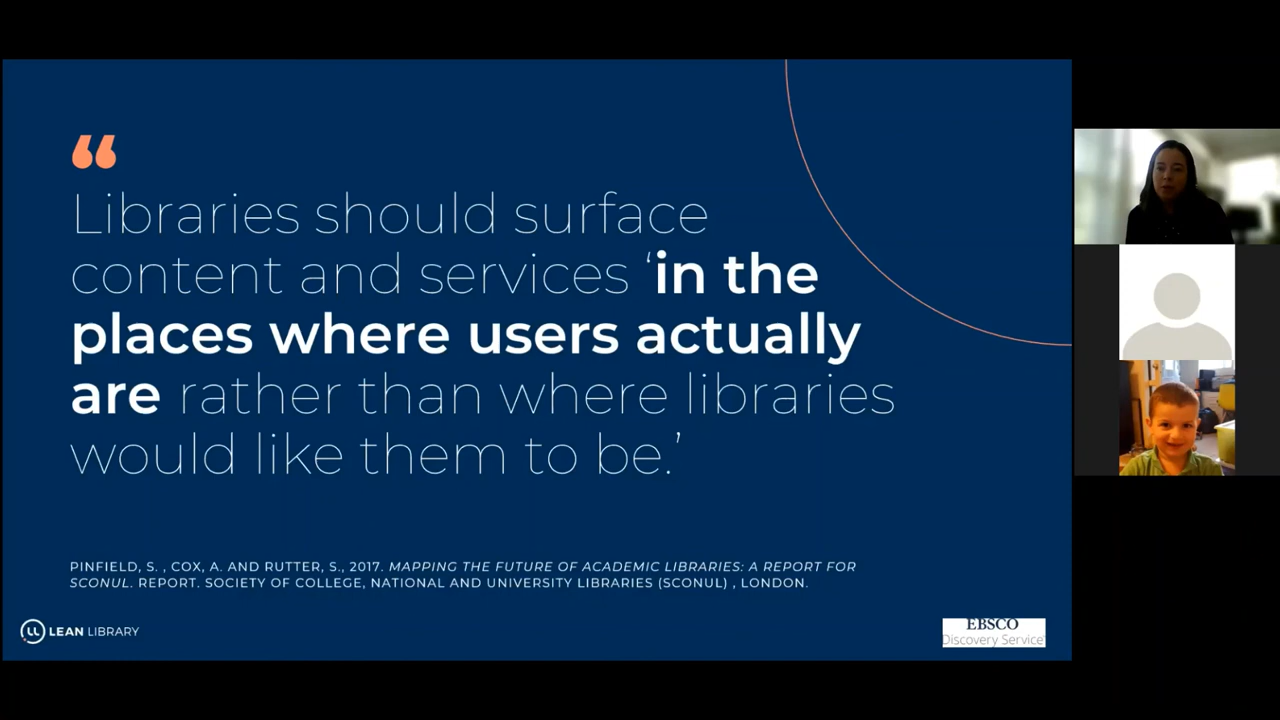 “
Libraries should surface
content and services ‘in the
places where users actually
are rather than where libraries
would like them to be.’
PINFIELD, S. , COX, A. AND RUTTER, S., 2017. MAPPING THE FUTURE OF ACADEMIC LIBRARIES: A REPORT FOR
SCONUL. REPORT. SOCIETY OF COLLEGE, NATIONAL AND UNIVERSITY LIBRARIES (SCONUL) , LONDON.
LL LEAN LIBRARY
EBSCO
Discovery Service